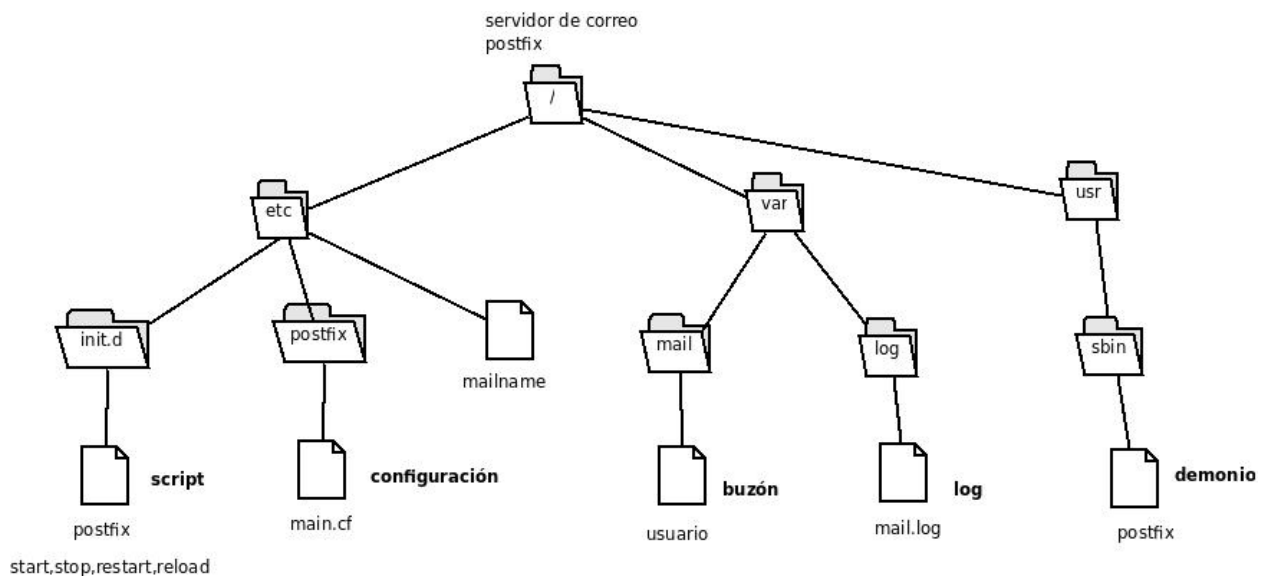 servidor de correo
postfix
/
etc
var
usr
init.d
postfix
mailname
mail
log
sbin
script
configuración
buzón
log
demonio
postfix
main.cf
usuario
mail.log
postfix
start,stop,restart,reload